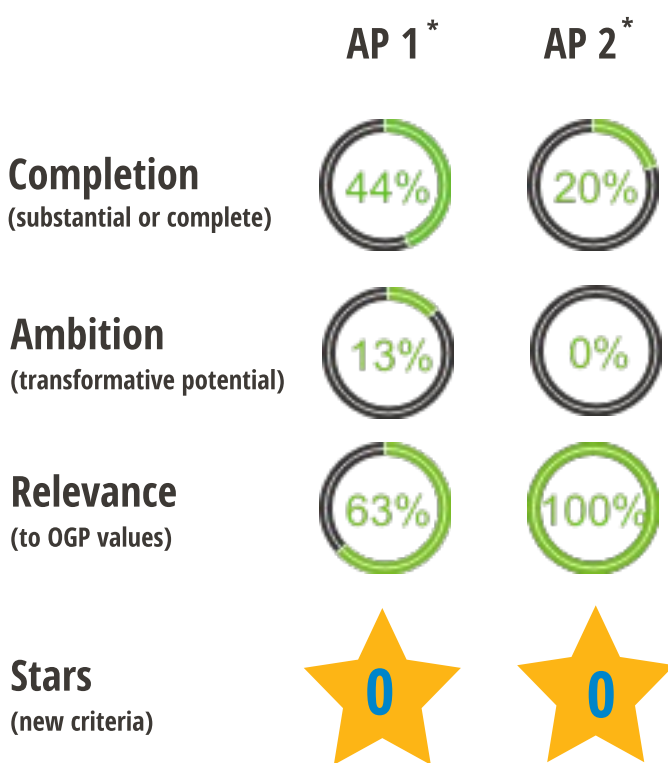 AP 1* AP 2*
Completion
(substantial or complete)
44% 20%
Ambition
(transformative potential)
13% 0%
Relevance
(to OGP values)
63% 100%
Stars
(new criteria)
0 0